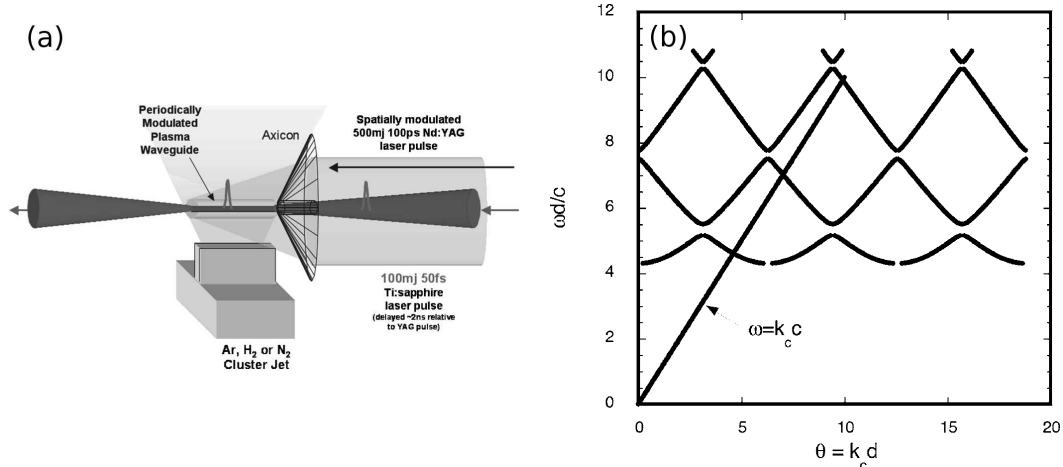 (a)
Periodically
Modulated
Plasma
Waveguide
Axicon
Spatially modulated
500mj 100ps Nd:YAG
laser pulse
100mj 50fs
Ti:sapphire
laser pulse
(delayed ~2ns relative
to YAG pulse)
Ar, H₂ or N₂
Cluster Jet
(b)
12
10
8
6
4
2
0
ωd/c
ω=k_c c
0 5 10 15 20
θ = k_c d